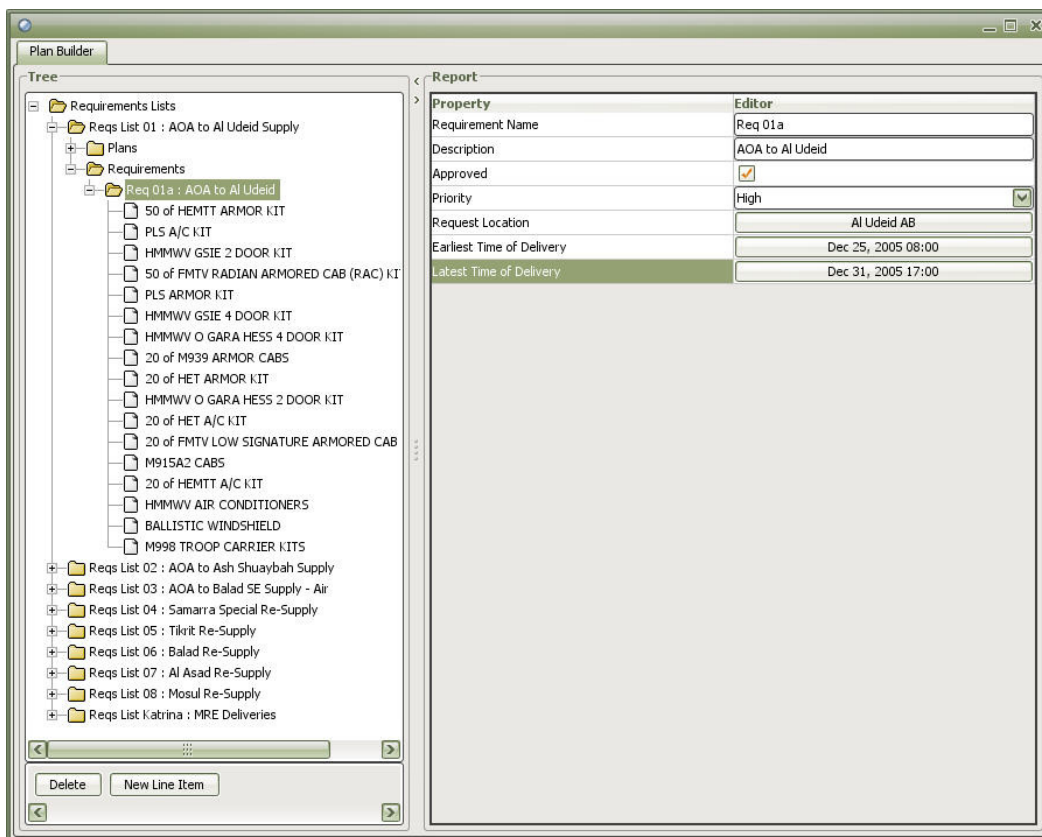 Plan Builder
Tree
Requirements Lists
Reqs List 01 : AOA to Al Udeid Supply
Plans
Requirements
Req 01a : AOA to Al Udeid
50 of HEMTT ARMOR KIT
PLS A/C KIT
HMMWV GSIE 2 DOOR KIT
50 of FMTV RADIAN ARMORED CAB (RAC) KI
PLS ARMOR KIT
HMMWV GSIE 4 DOOR KIT
HMMWV O GARA HESS 4 DOOR KIT
20 of M939 ARMOR CABS
20 of HET ARMOR KIT
HMMWV O GARA HESS 2 DOOR KIT
20 of HET A/C KIT
20 of FMTV LOW SIGNATURE ARMORED CAB
M915A2 CABS
20 of HEMTT A/C KIT
HMMWV AIR CONDITIONERS
BALLISTIC WINDSHIELD
M998 TROOP CARRIER KITS
Reqs List 02 : AOA to Ash Shuaybah Supply
Reqs List 03 : AOA to Balad SE Supply - Air
Reqs List 04 : Samarra Special Re-Supply
Reqs List 05 : Tikrit Re-Supply
Reqs List 06 : Balad Re-Supply
Reqs List 07 : Al Asad Re-Supply
Reqs List 08 : Mosul Re-Supply
Reqs List Katrina : MRE Deliveries
Delete New Line Item
Report
Property Editor
Requirement Name Req 01a
Description AOA to Al Udeid
Approved
Priority High
Request Location Al Udeid AB
Earliest Time of Delivery Dec 25, 2005 08:00
Latest Time of Delivery Dec 31, 2005 17:00